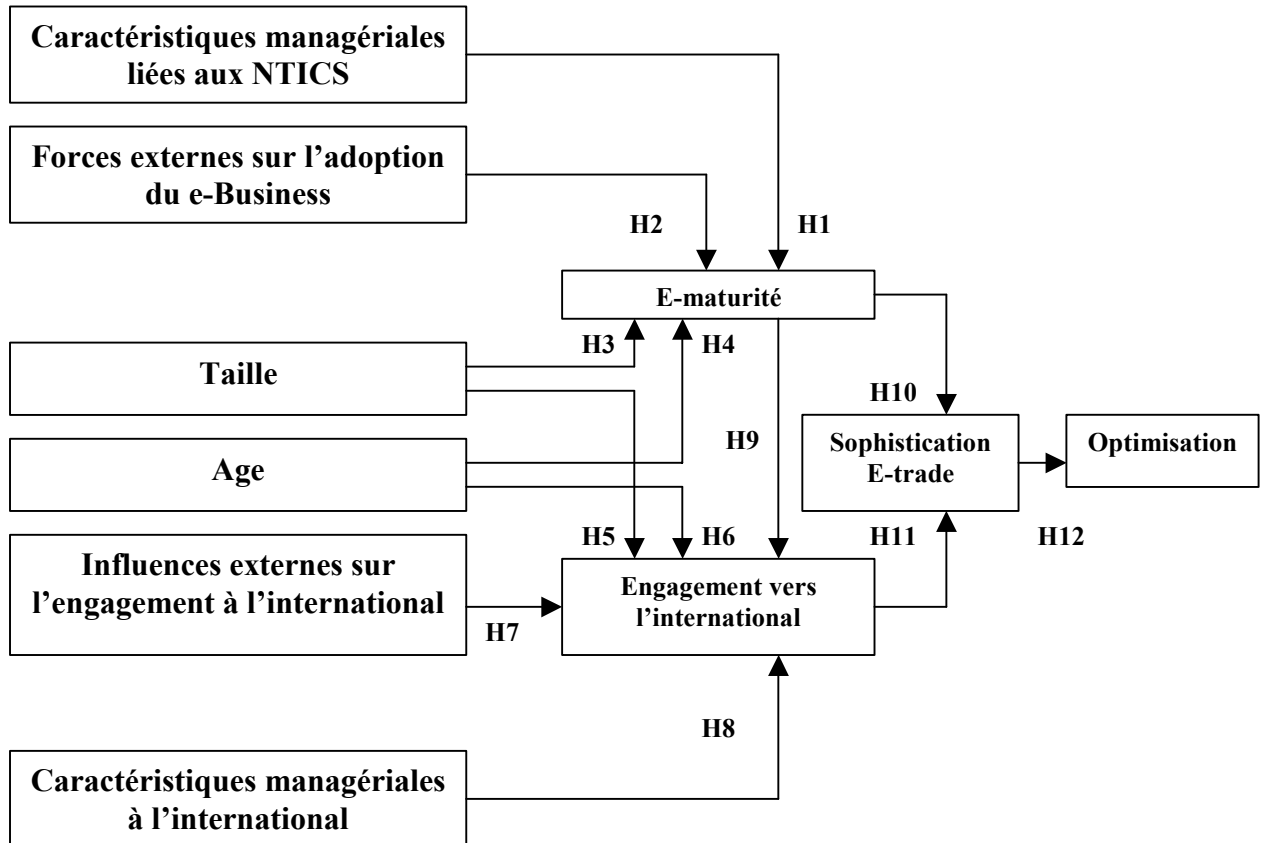 Caractéristiques managériales
liées aux NTICS
Forces externes sur l’adoption
du e-Business
H2
H1
E-maturité
H3
H4
Taille
H10
H9
Sophistication
E-trade
Optimisation
Age
H5
H6
H11
H12
Influences externes sur
l’engagement à l’international
Engagement vers
l’international
H7
H8
Caractéristiques managériales
à l’international